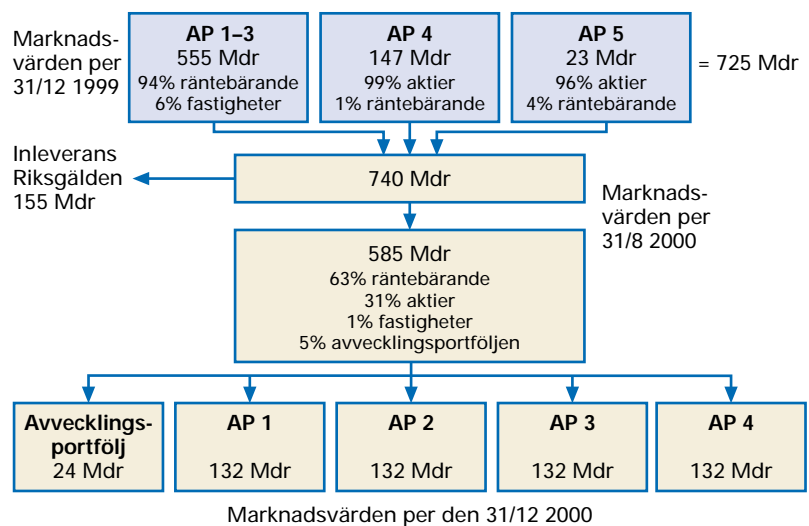 Marknads-
värden per
31/12 1999
AP 1–3
555 Mdr
94% räntebärande
6% fastigheter
AP 4
147 Mdr
99% aktier
1% räntebärande
AP 5
23 Mdr
96% aktier
4% räntebärande
= 725 Mdr
Inleverans
Riksgälden
155 Mdr
740 Mdr
Marknads-
värden per
31/8 2000
585 Mdr
63% räntebärande
31% aktier
1% fastigheter
5% avvecklingsportföljen
Avvecklings-
portfölj
24 Mdr
AP 1
132 Mdr
AP 2
132 Mdr
AP 3
132 Mdr
AP 4
132 Mdr
Marknadsvärden per den 31/12 2000